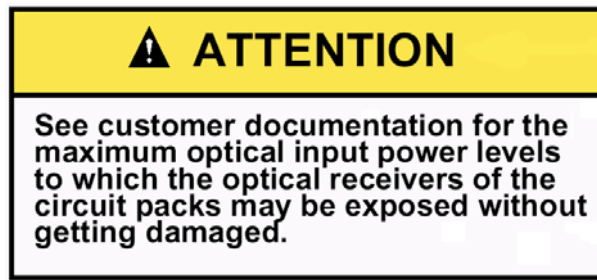 ATTENTION
See customer documentation for the
maximum optical input power levels
to which the optical receivers of the
circuit packs may be exposed without
getting damaged.